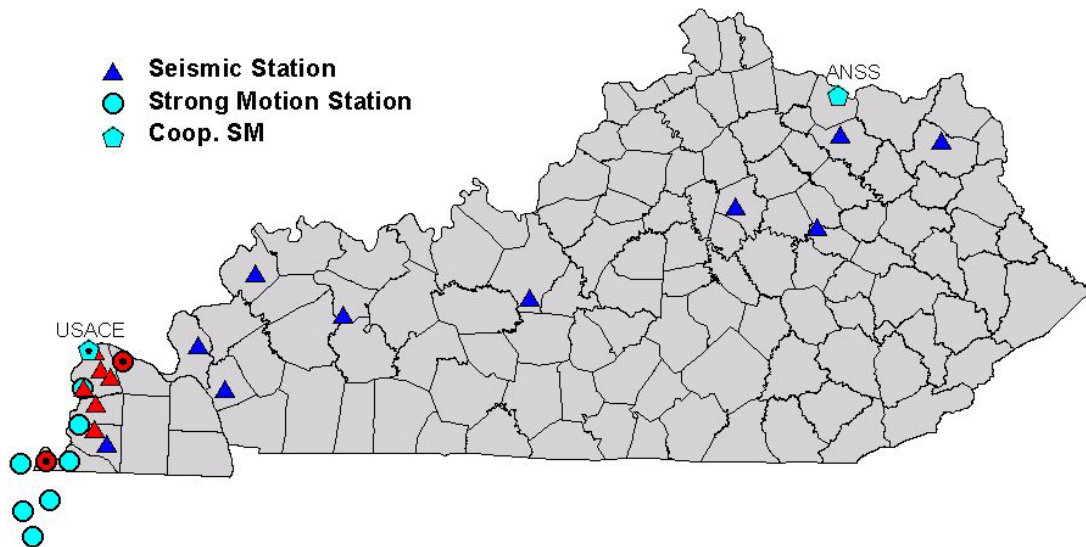 Seismic Station
Strong Motion Station
Coop. SM
ANSS
USACE